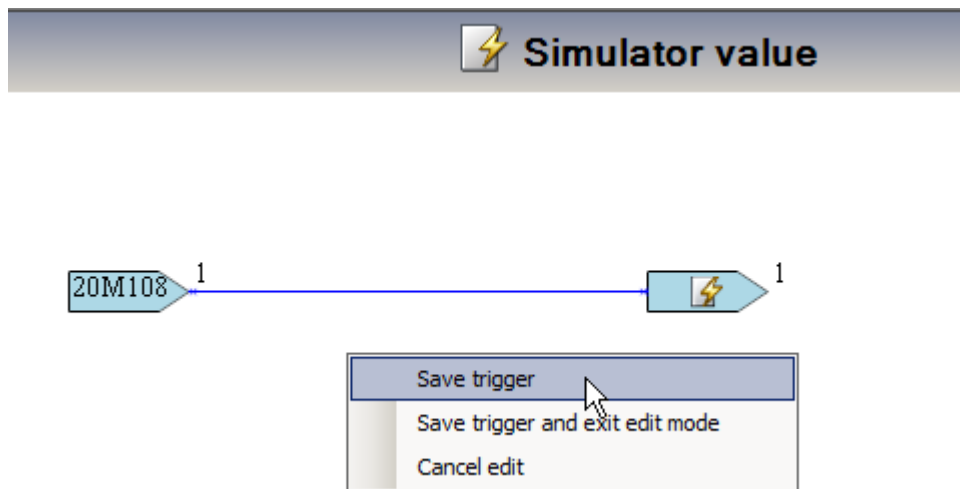 Simulator value
20M108 1
1
Save trigger
Save trigger and exit edit mode
Cancel edit